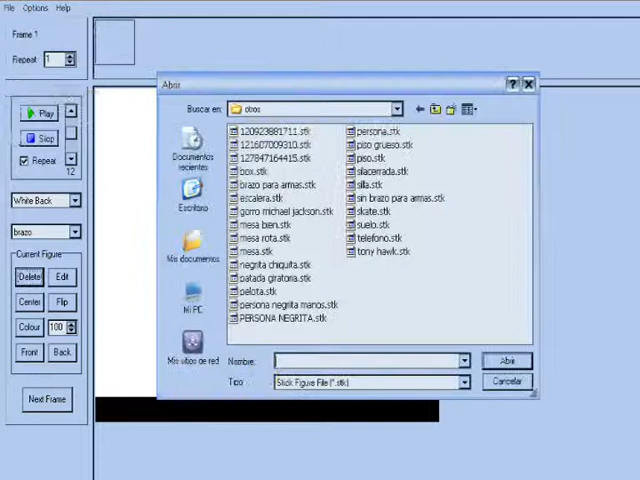 File Options Help
Frame 1
Repeat 1
Play
Stop
Repeat
12
White Back
brazo
Current Figure
Delete Edit
Center Flip
Colour 100
Front Back
Next Frame
Abrir
Buscar en: otros
Documentos recientes
Escritorio
Mis documentos
Mi PC
Mis sitios de red
120923881711.stk
121607009310.stk
127847164415.stk
box.stk
brazo para armas.stk
escalera.stk
gorro michael jackson.stk
mesa bien.stk
mesa rota.stk
mesa.stk
negrita chiquita.stk
patada giratoria.stk
pelota.stk
persona negrita manos.stk
PERSONA NEGRITA.stk
persona.stk
piso grueso.stk
piso.stk
silacerrada.stk
silla.stk
sin brazo para armas.stk
skate.stk
suelo.stk
telefono.stk
tony hawk.stk
Nombre:
Abrir
Tipo: Stick Figure File (*.stk)
Cancelar